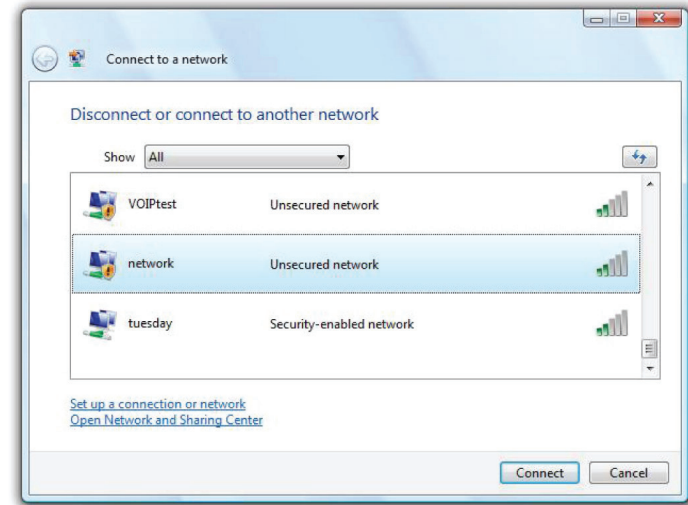 Connect to a network
Disconnect or connect to another network
Show All
VOIPtest Unsecured network
network Unsecured network
tuesday Security-enabled network
Set up a connection or network
Open Network and Sharing Center
Connect Cancel